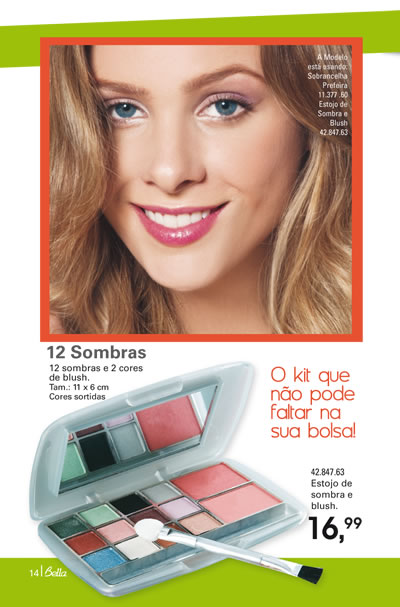 A Modelo
está usando:
Sobrancelha
Prefeira
11.377 .60
Estojo de
Sombra e
Blush
42.847.63
12 Sombras
12 sombras e 2 cores
de blush.
Tam.: 11 x 6 cm
Cores sortidas
O kit que
não pode
faltar na
sua bolsa!
42.847.63
Estojo de
sombra e
blush.
16,99
14 | Bella